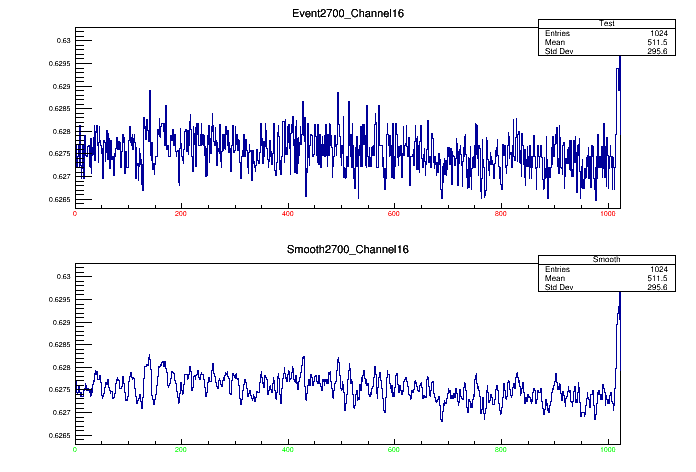 Event2700_Channel16
Test
Entries 1024
Mean 511.5
Std Dev 295.6
0.63
0.6295
0.629
0.6285
0.628
0.6275
0.627
0.6265
0 200 400 600 800 1000
Smooth2700_Channel16
Smooth
Entries 1024
Mean 511.5
Std Dev 295.6
0.63
0.6295
0.629
0.6285
0.628
0.6275
0.627
0.6265
0 200 400 600 800 1000